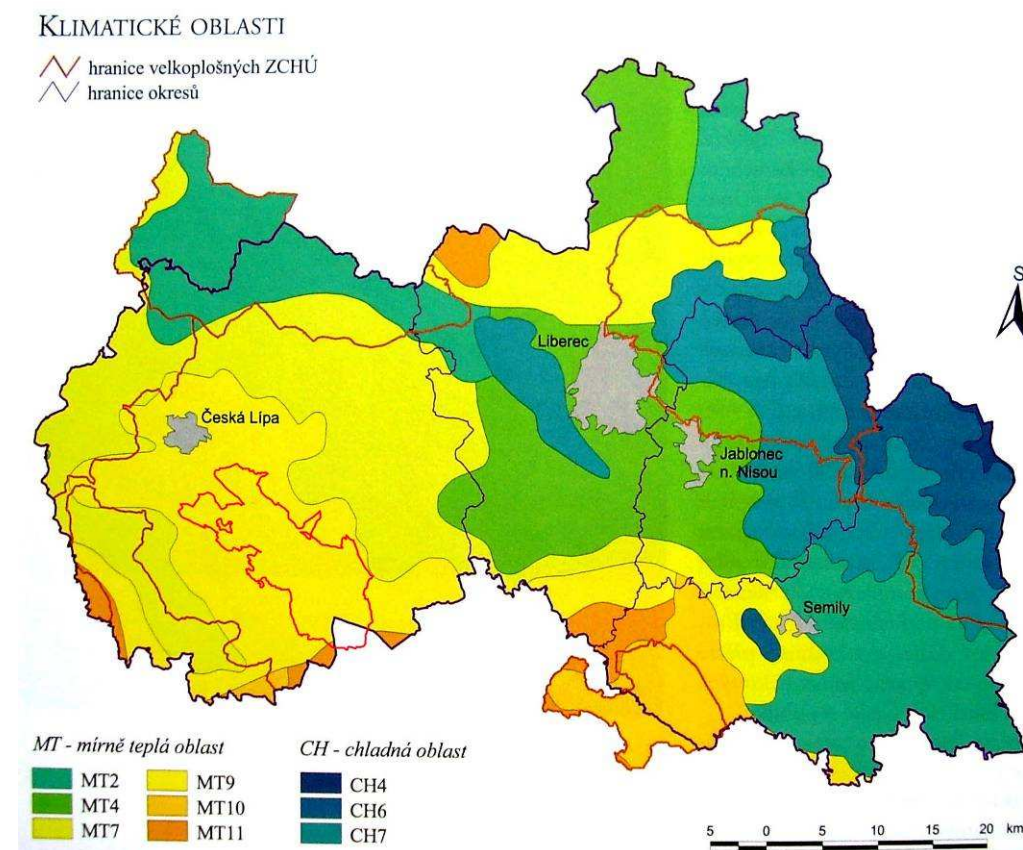 KLIMATICKÉ OBLASTI
hranice velkoplošných ZCHÚ
hranice okresů
S
Liberec
Česká Lípa
Jablonec
n. Nisou
Semily
MT - mírně teplá oblast
MT2
MT4
MT7
MT9
MT10
MT11
CH - chladná oblast
CH4
CH6
CH7
5 0 5 10 15 20 km